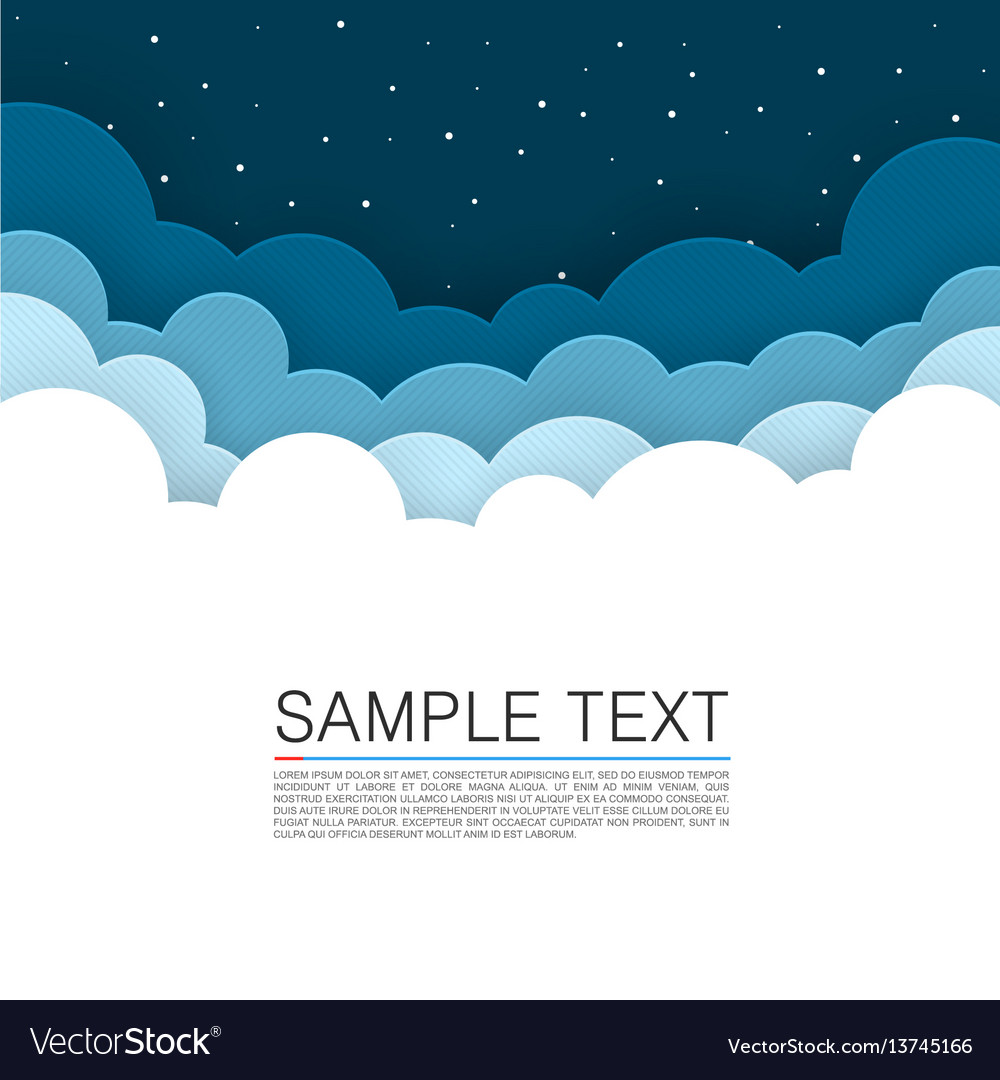 SAMPLE TEXT
LOREM IPSUM DOLOR SIT AMET, CONSECTETUR ADIPISICING ELIT, SED DO EIUSMOD TEMPOR
INCIDIDUNT UT LABORE ET DOLORE MAGNA ALIQUA. UT ENIM AD MINIM VENIAM, QUIS
NOSTRUD EXERCITATION ULLAMCO LABORIS NISI UT ALIQUIP EX EA COMMODO CONSEQUAT.
DUIS AUTE IRURE DOLOR IN REPREHENDERIT IN VOLUPTATE VELIT ESSE CILLUM DOLORE EU
FUGIAT NULLA PARIATUR. EXCEPTEUR SINT OCCAECAT CUPIDATAT NON PROIDENT, SUNT IN
CULPA QUI OFFICIA DESERUNT MOLLIT ANIM ID EST LABORUM.
VectorStock®
VectorStock.com/13745166